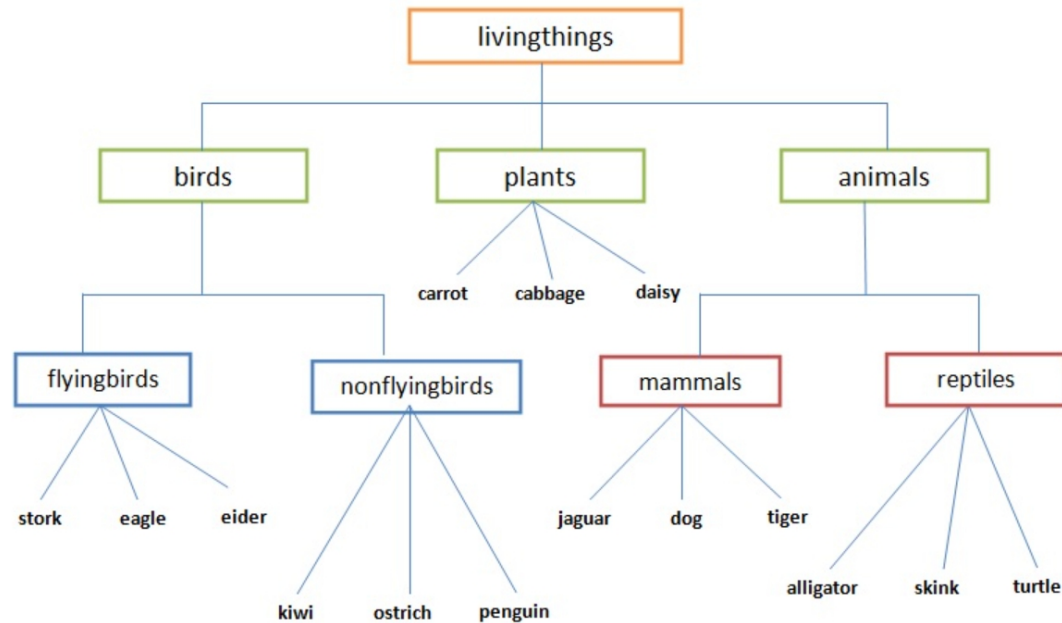 livingthings
birds
plants
animals
carrot
cabbage
daisy
flyingbirds
nonflyingbirds
mammals
reptiles
stork
eagle
eider
jaguar
dog
tiger
kiwi
ostrich
penguin
alligator
skink
turtle